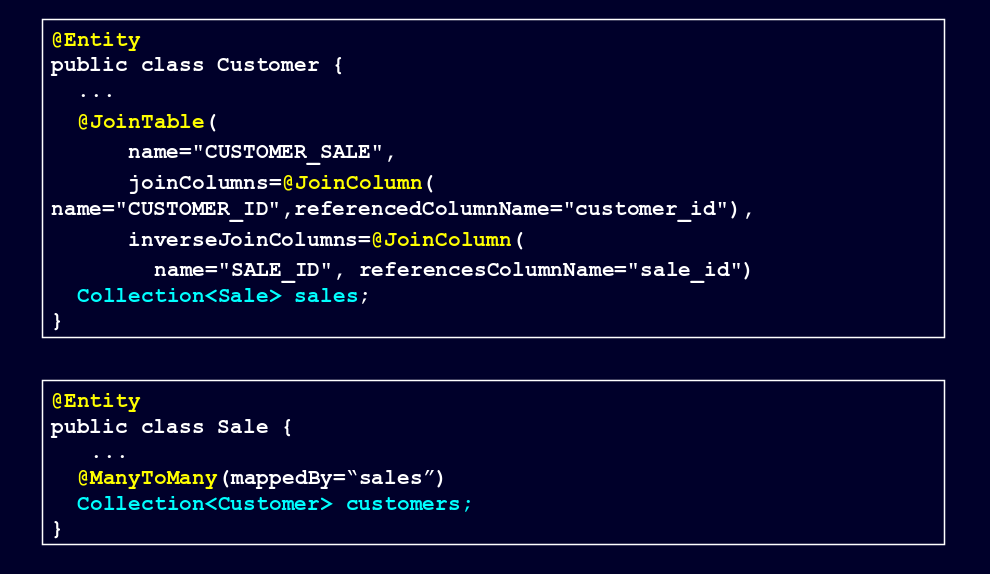 @Entity
public class Customer {
...
@JoinTable(
name="CUSTOMER_SALE",
joinColumns=@JoinColumn(
name="CUSTOMER_ID",referencedColumnName="customer_id"),
inverseJoinColumns=@JoinColumn(
name="SALE_ID", referencesColumnName="sale_id")
Collection<Sale> sales;
}
@Entity
public class Sale {
...
@ManyToMany(mappedBy=“sales”)
Collection<Customer> customers;
}